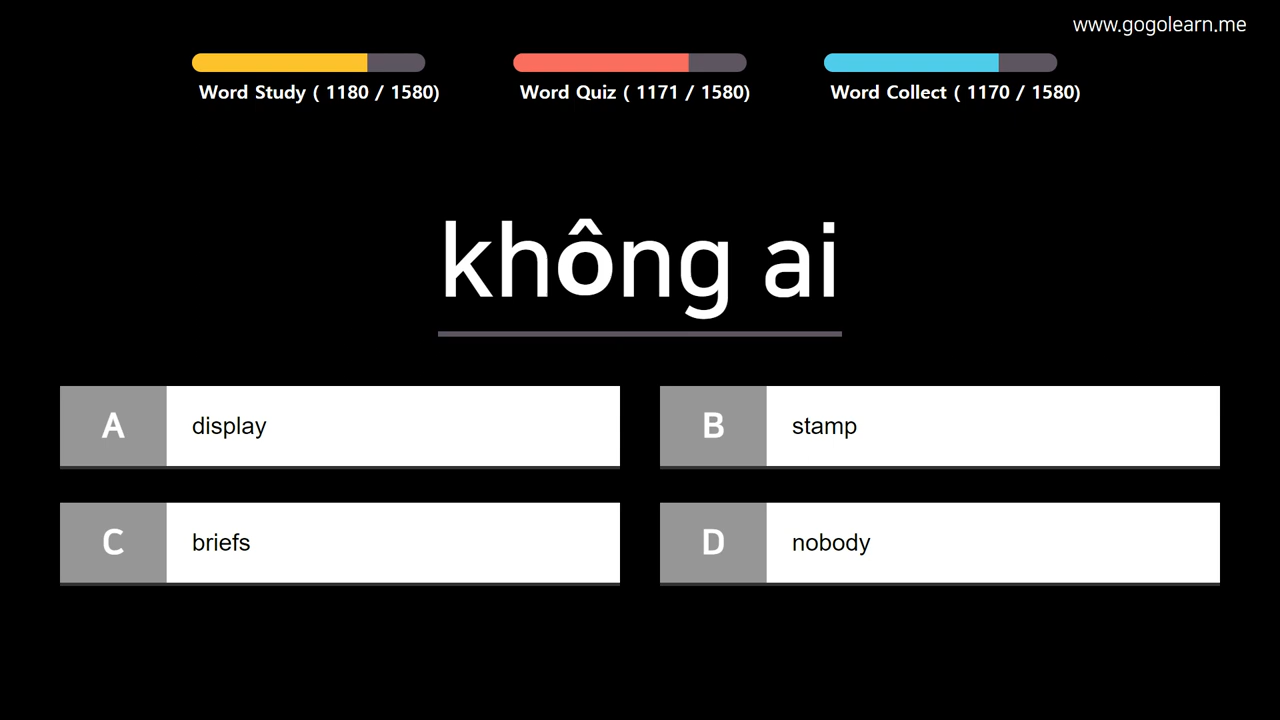 www.gogolearn.me
Word Study ( 1180 / 1580)
Word Quiz ( 1171 / 1580)
Word Collect ( 1170 / 1580)
không ai
A display
B stamp
C briefs
D nobody